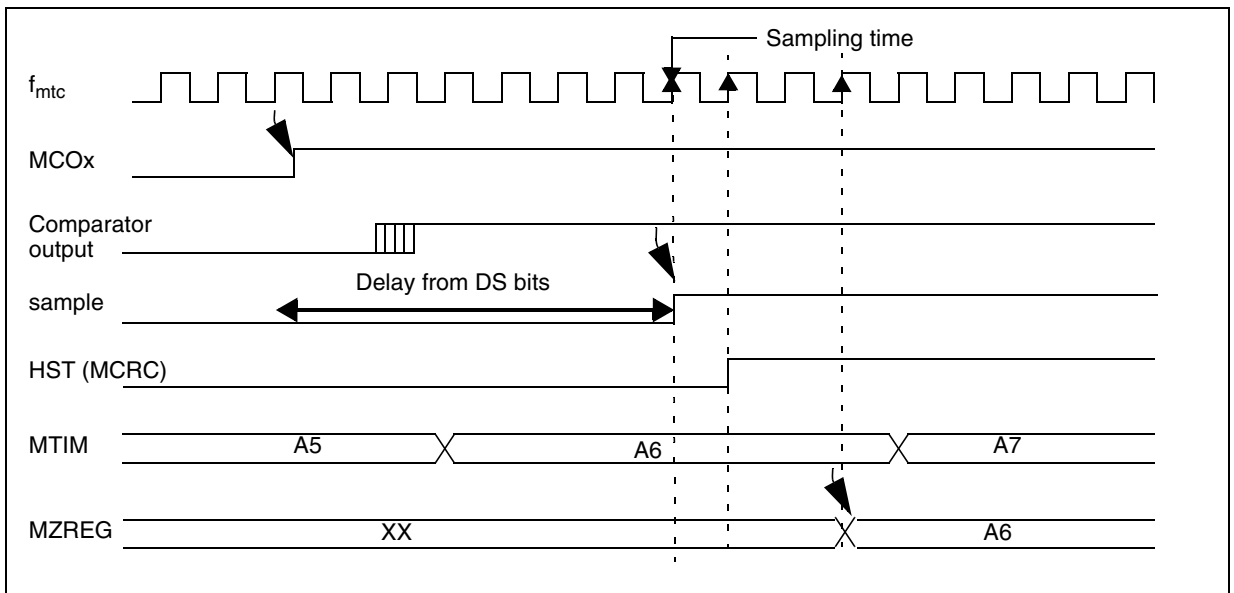 Sampling time
fmtc
MCOx
Comparator
output
Delay from DS bits
sample
HST (MCRC)
MTIM
A5
A6
A7
MZREG
XX
A6